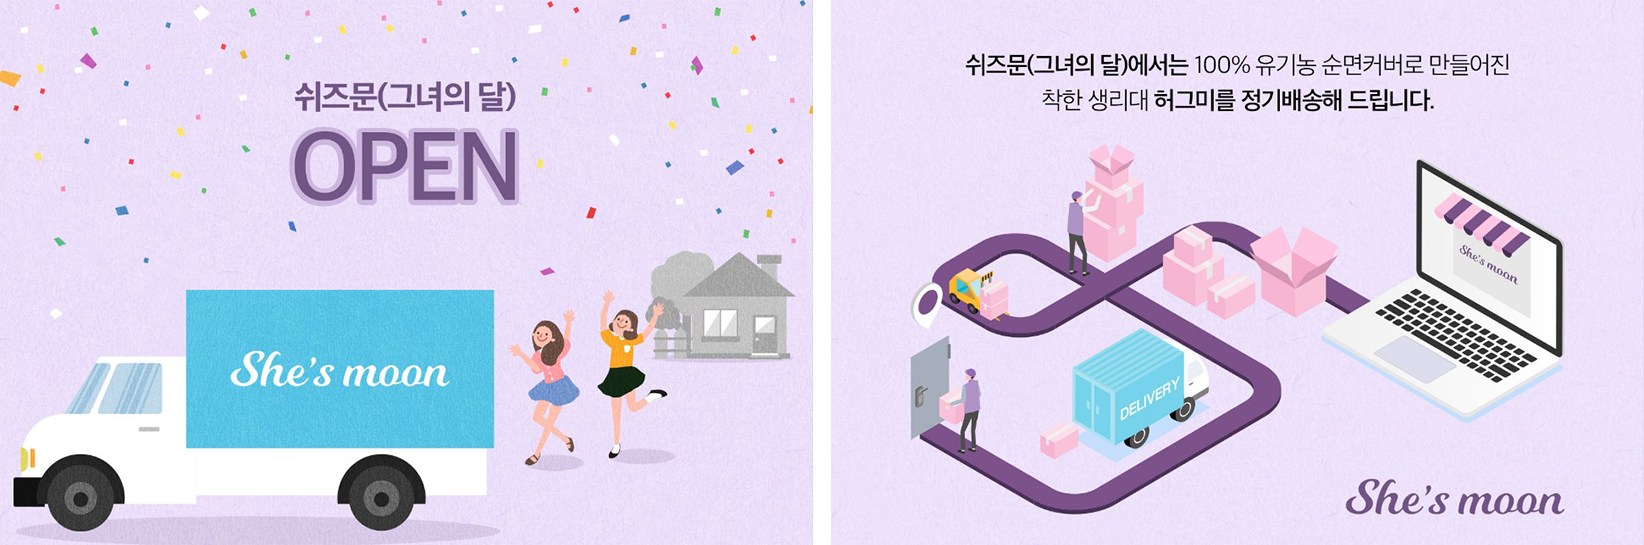 쉬즈문(그녀의 달)
OPEN
She's moon
쉬즈문(그녀의 달)에서는 100% 유기농 순면커버로 만들어진
착한 생리대 허그미를 정기배송해 드립니다.
She's moon
DELIVERY
She's moon